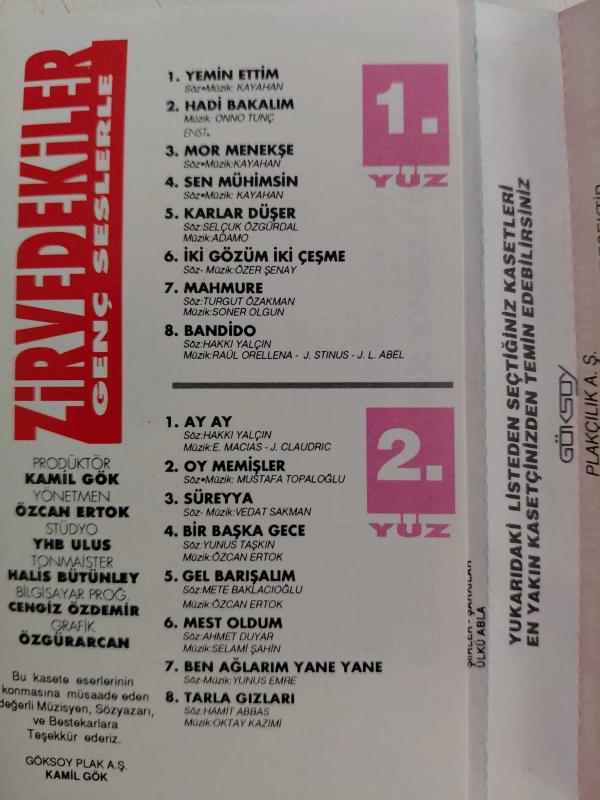 ZİRVEDEKİLER
GENÇ SESLERLE
PRODÜKTÖR
KAMİL GÖK
YÖNETMEN
ÖZCAN ERTOK
STÜDYO
YHB ULUS
TONMAISTER
HALİS BÜTÜNLEY
BİLGİSAYAR PROĞ.
CENGİZ ÖZDEMİR
GRAFİK
ÖZGÜRARCAN
Bu kasete eserlerinin
konmasına müsaade eden
değerli Müzisyen, Sözyazarı,
ve Bestekarlara
Teşekkür ederiz.
GÖKSOY PLAK A.Ş.
KAMİL GÖK
1. YÜZ
1. YEMİN ETTİM
Söz•Müzik: KAYAHAN
2. HADİ BAKALIM
Müzik: ONNO TUNÇ
ENST.
3. MOR MENEKŞE
Söz•Müzik:KAYAHAN
4. SEN MÜHİMSİN
Söz•Müzik: KAYAHAN
5. KARLAR DÜŞER
Söz:SELÇUK ÖZGÜRDAL
Müzik:ADAMO
6. İKİ GÖZÜM İKİ ÇEŞME
Söz- Müzik:ÖZER ŞENAY
7. MAHMURE
Söz:TURGUT ÖZAKMAN
Müzik:SONER OLGUN
8. BANDİDO
Söz:HAKKI YALÇIN
Müzik:RAÜL ORELLENA - J. STINUS - J. L. ABEL
2. YÜZ
1. AY AY
Söz:HAKKI YALÇIN
Müzik:E. MACIAS - J. CLAUDRIC
2. OY MEMİŞLER
Söz•Müzik: MUSTAFA TOPALOĞLU
3. SÜREYYA
Söz- Müzik:VEDAT SAKMAN
4. BİR BAŞKA GECE
Söz:YUNUS TAŞKIN
Müzik:ÖZCAN ERTOK
5. GEL BARIŞALIM
Söz:METE BAKLACIOĞLU
Müzik:ÖZCAN ERTOK
6. MEST OLDUM
Söz:AHMET DUYAR
Müzik:SELAMİ ŞAHİN
7. BEN AĞLARIM YANE YANE
Söz-Müzik:YUNUS EMRE
8. TARLA GIZLARI
Söz:HAMİT ABBAS
Müzik:OKTAY KAZIMİ
ŞİİRLER - ŞARKILAR
ÜLKÜ ABLA
YUKARIDAKİ LİSTEDEN SEÇTİĞİNİZ KASETLERİ
EN YAKIN KASETÇİNİZDEN TEMİN EDEBİLİRSİNİZ
GÖKSOY
PLAKÇILIK A. Ş.